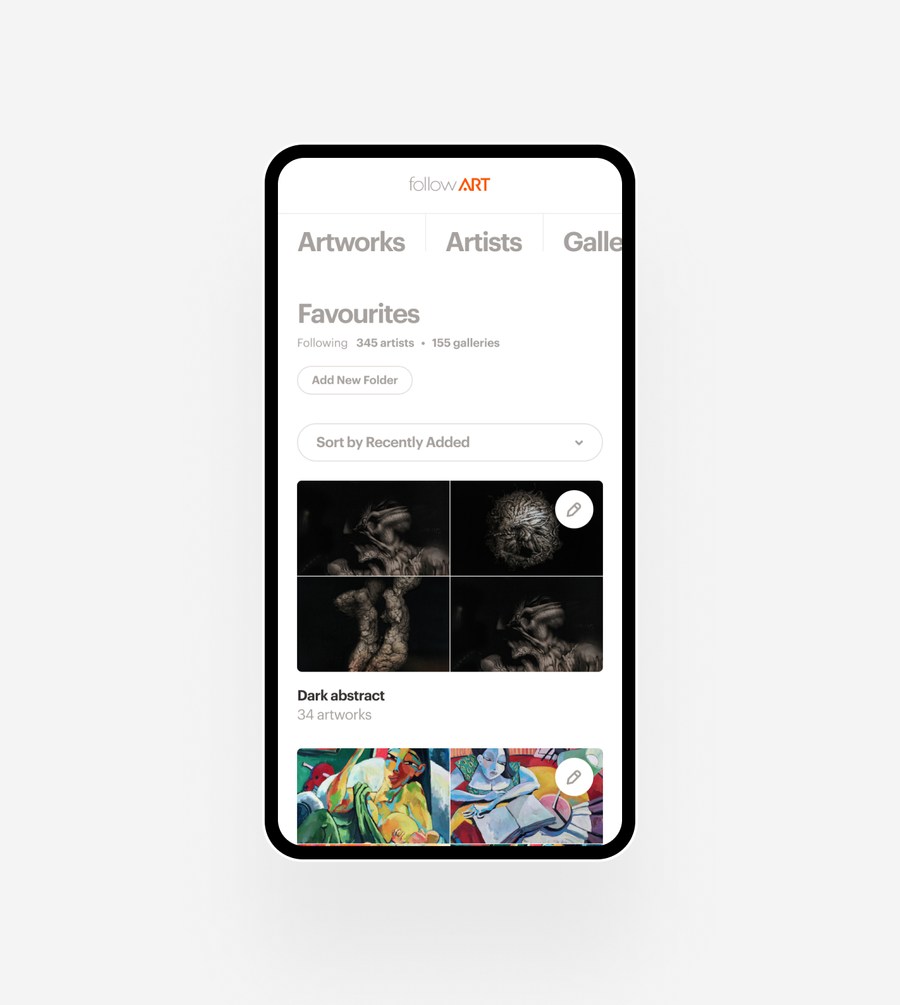 followART
Artworks Artists Galle
Favourites
Following 345 artists • 155 galleries
Add New Folder
Sort by Recently Added
Dark abstract
34 artworks